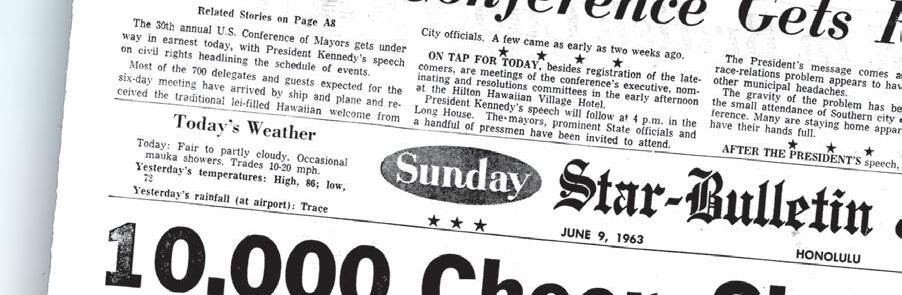 Conference Gets
Related Stories on Page A8
The 30th annual U.S. Conference of Mayors gets under
way in earnest today, with President Kennedy's speech
on civil rights headlining the schedule of events.
Most of the 700 delegates and guests expected for the
six-day meeting have arrived by ship and plane and re-
ceived the traditional lei-filled Hawaiian welcome from
City officials. A few came as early as two weeks ago.
★ ★ ★ ★
ON TAP FOR TODAY, besides registration of the late-
comers, are meetings of the conference's executive, nom-
inating and resolutions committees in the early afternoon
at the Hilton Hawaiian Village Hotel.
President Kennedy's speech will follow at 4 p.m. in the
Long House. The mayors, prominent State officials and
a handful of pressmen have been invited to attend.
The President's message comes
race-relations problem appears to
other municipal headaches.
The gravity of the problem has
the small attendance of Southern city
ference. Many are staying home
have their hands full.
★ ★ ★
AFTER THE PRESIDENT'S speech,
Today's Weather
Today: Fair to partly cloudy. Occasional
mauka showers. Trades 10-20 mph.
Yesterday's temperatures: High, 86; low,
72
Yesterday's rainfall (at airport): Trace
Sunday Star-Bulletin
★ ★ ★
JUNE 9, 1963
HONOLULU
10,000 Cheer